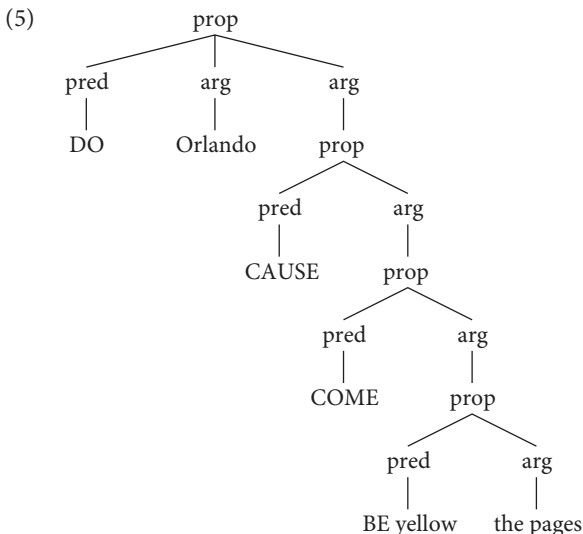 (5) prop
pred arg arg
DO Orlando prop
pred arg
CAUSE prop
pred arg
COME prop
pred arg
BE yellow the pages